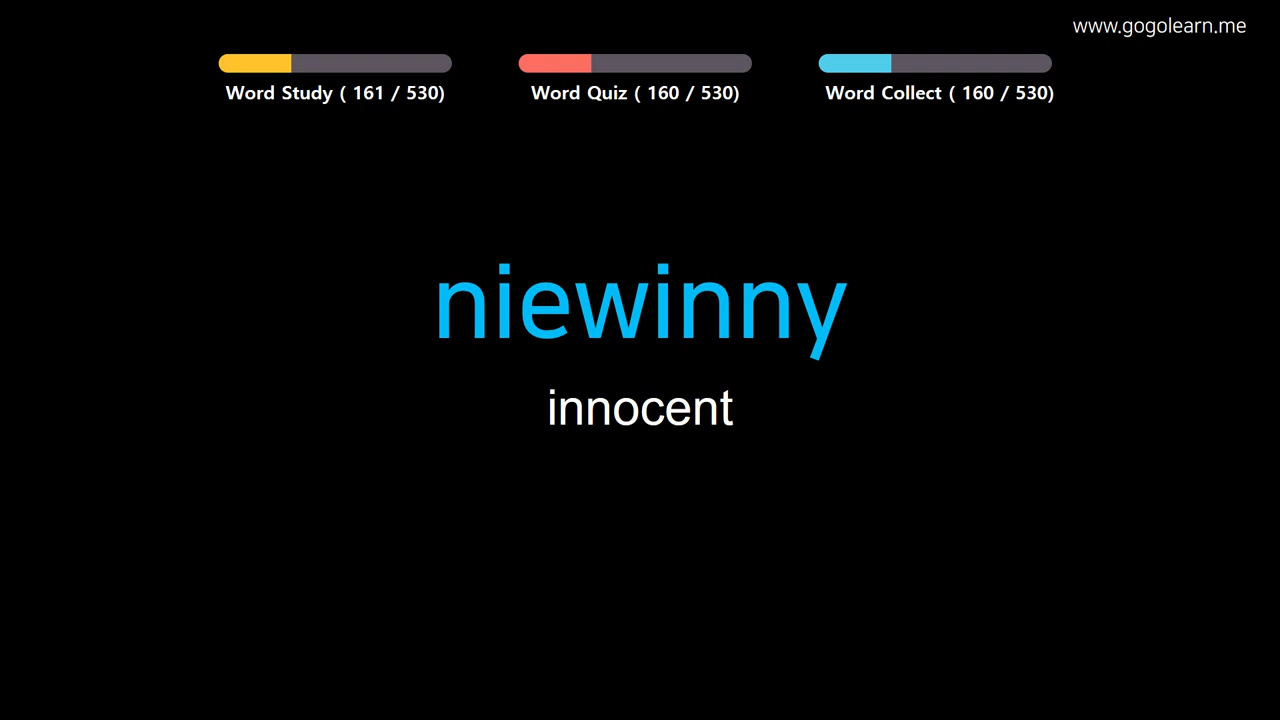 www.gogolearn.me
Word Study ( 161 / 530)
Word Quiz ( 160 / 530)
Word Collect ( 160 / 530)
niewinny
innocent